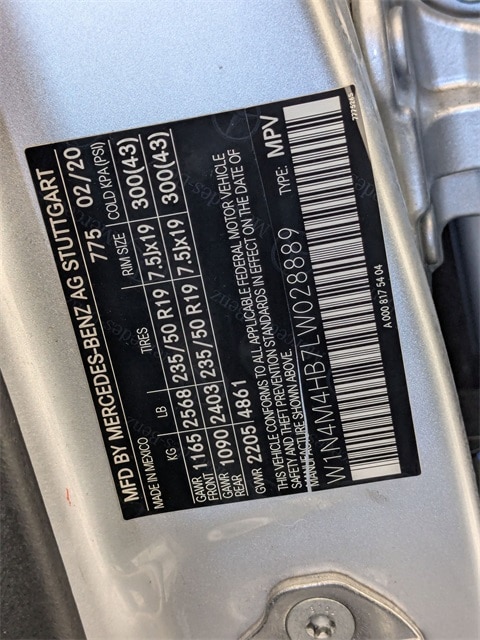 MFD BY MERCEDES-BENZ AG STUTTGART
MADE IN MEXICO 775 02/20
KG LB TIRES RIM SIZE COLD KPA(PSI)
GAWR FRONT 1165 2568 235/50 R19 7.5Jx19 300(43)
GAWR REAR 1090 2403 235/50 R19 7.5Jx19 300(43)
GVWR 2205 4861
THIS VEHICLE CONFORMS TO ALL APPLICABLE FEDERAL MOTOR VEHICLE
SAFETY AND THEFT PREVENTION STANDARDS IN EFFECT ON THE DATE OF
MANUFACTURE SHOWN ABOVE.
W1N4M4HB7LW028889 TYPE: MPV
A 000 817 54 04